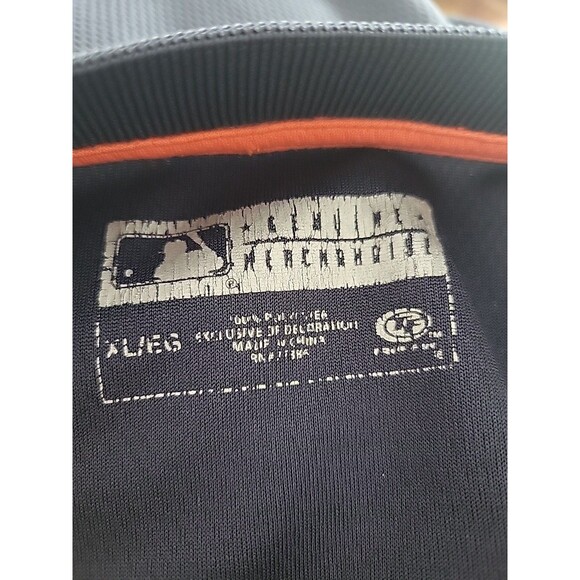 ★ GENUINE ★
MERCHANDISE
®
100% POLYESTER
XL/EG
EXCLUSIVE OF DECORATION
MADE IN CHINA